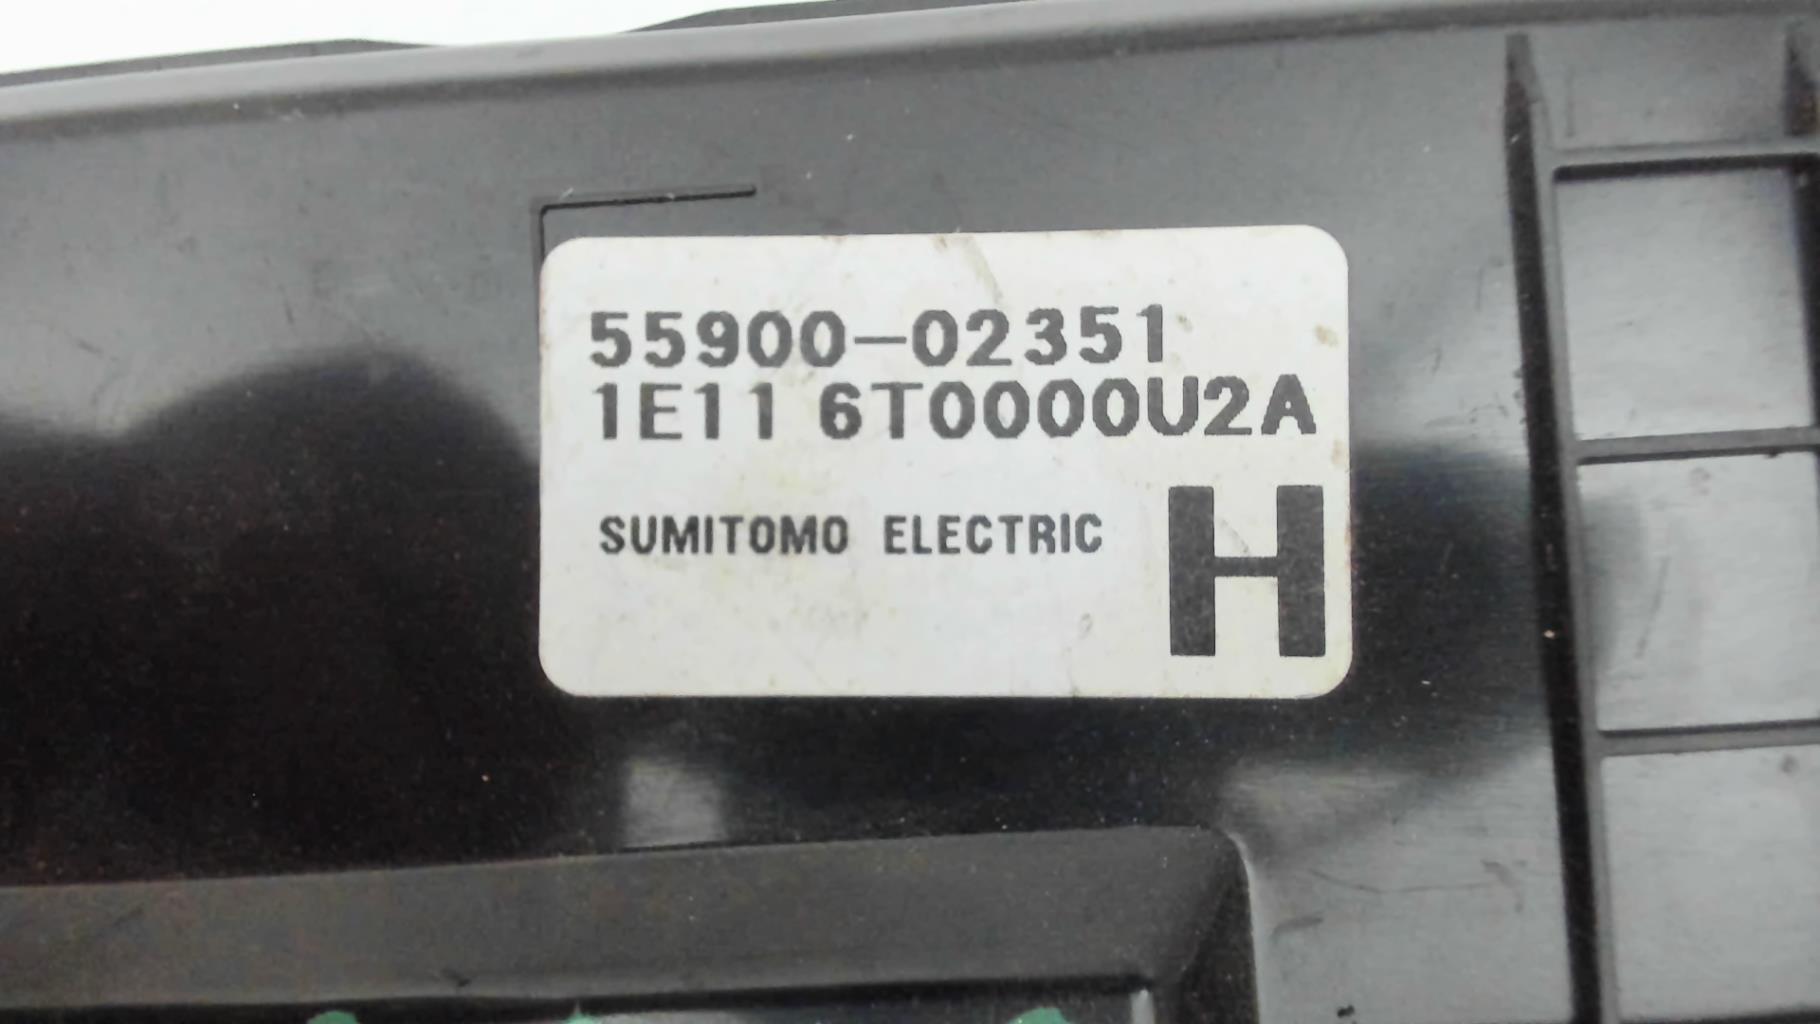 55900-02351
1E11 6T0000U2A
SUMITOMO ELECTRIC
H